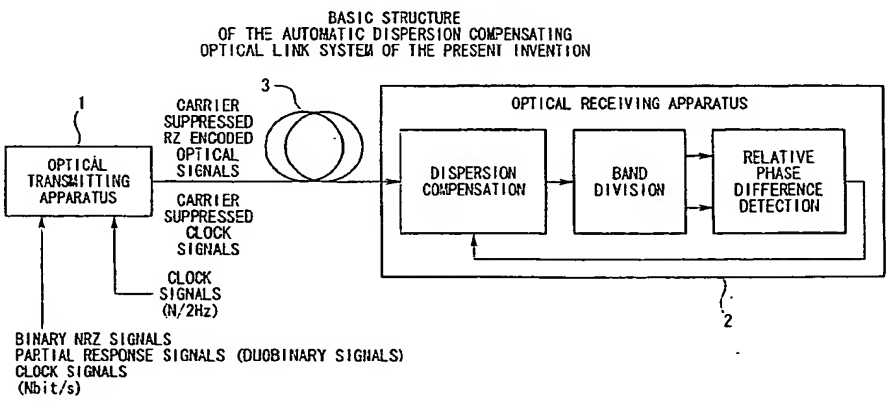 BASIC STRUCTURE
OF THE AUTOMATIC DISPERSION COMPENSATING
OPTICAL LINK SYSTEM OF THE PRESENT INVENTION
1
OPTICAL
TRANSMITTING
APPARATUS
CARRIER
SUPPRESSED
RZ ENCODED
OPTICAL
SIGNALS
CARRIER
SUPPRESSED
CLOCK
SIGNALS
3
OPTICAL RECEIVING APPARATUS
DISPERSION
COMPENSATION
BAND
DIVISION
RELATIVE
PHASE
DIFFERENCE
DETECTION
2
CLOCK
SIGNALS
(N/2Hz)
BINARY NRZ SIGNALS
PARTIAL RESPONSE SIGNALS (DUOBINARY SIGNALS)
CLOCK SIGNALS
(Nbit/s)